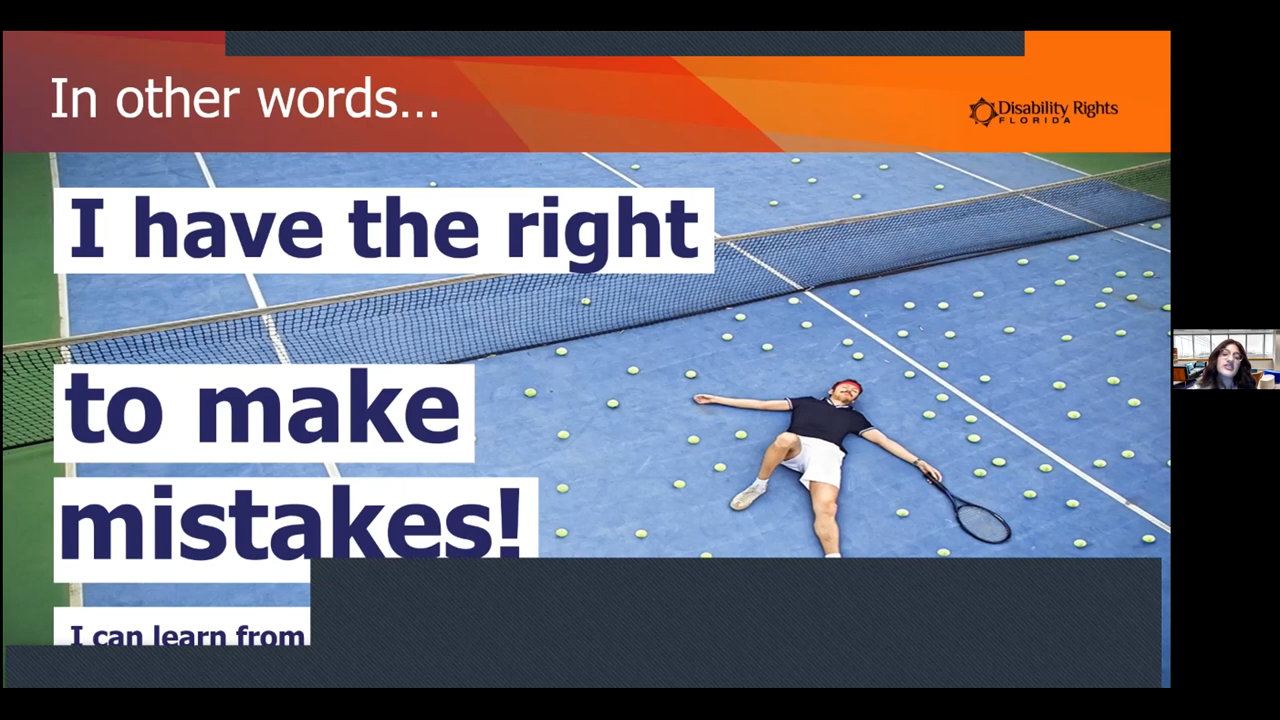 In other words…
Disability Rights
FLORIDA
I have the right
to make
mistakes!
I can learn from